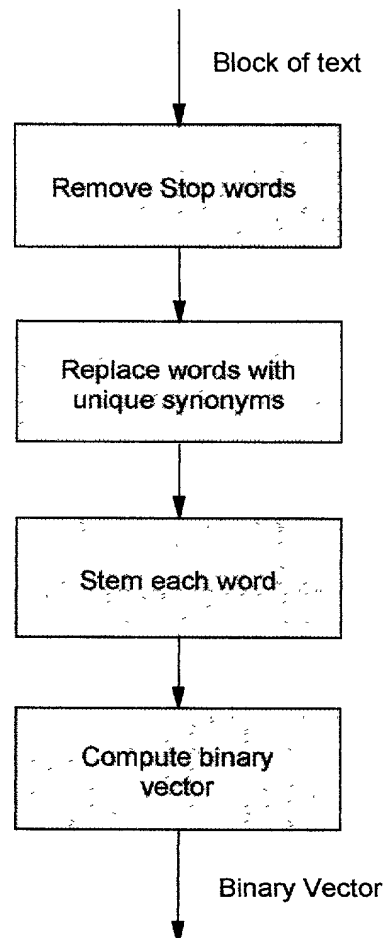 Block of text
Remove Stop words
Replace words with
unique synonyms
Stem each word
Compute binary
vector
Binary Vector